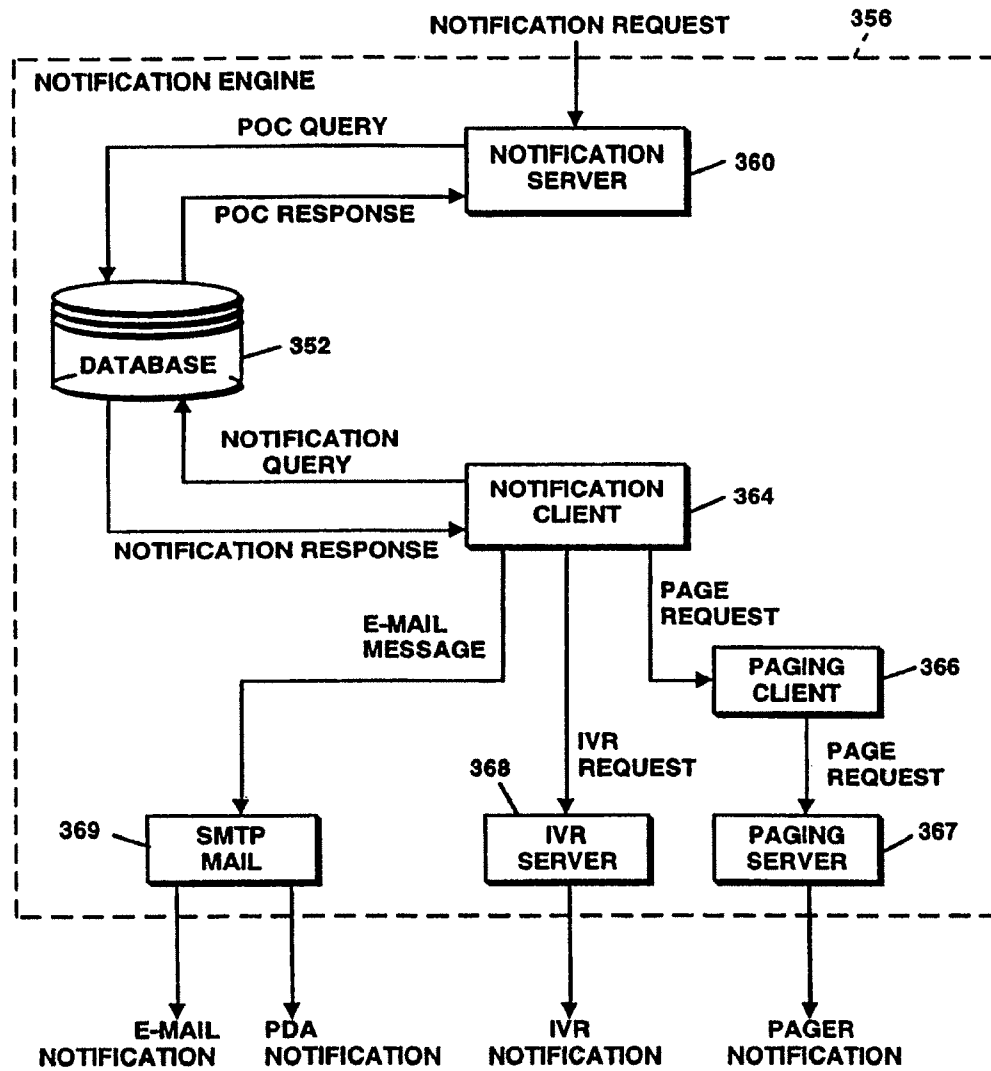 NOTIFICATION REQUEST
356
NOTIFICATION ENGINE
POC QUERY
NOTIFICATION
SERVER
360
POC RESPONSE
DATABASE
352
NOTIFICATION
QUERY
NOTIFICATION
CLIENT
364
NOTIFICATION RESPONSE
PAGE
REQUEST
E-MAIL
MESSAGE
PAGING
CLIENT
366
IVR
REQUEST
PAGE
REQUEST
369
SMTP
MAIL
368
IVR
SERVER
PAGING
SERVER
367
E-MAIL
NOTIFICATION
PDA
NOTIFICATION
IVR
NOTIFICATION
PAGER
NOTIFICATION